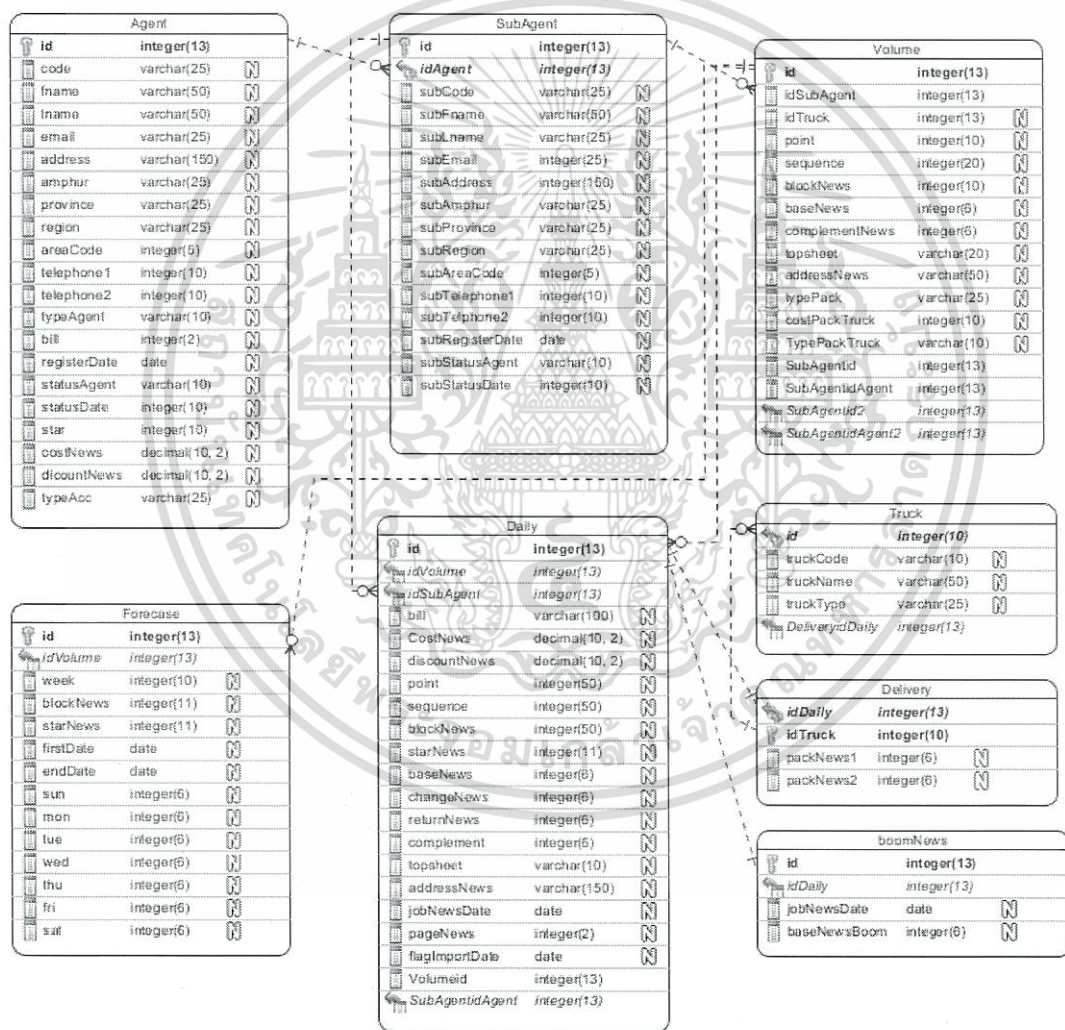 Agent
id integer(13)
code varchar(25) N
fname varchar(50) N
lname varchar(50) N
email varchar(25) N
address varchar(150) N
amphur varchar(25) N
province varchar(25) N
region varchar(25) N
areaCode integer(5) N
telephone1 integer(10) N
telephone2 integer(10) N
typeAgent varchar(10) N
bill integer(2) N
registerDate date N
statusAgent varchar(10) N
statusDate integer(10) N
star integer(10) N
costNews decimal(10, 2) N
dicountNews decimal(10, 2) N
typeAcc varchar(25) N
SubAgent
id integer(13)
idAgent integer(13)
subCode varchar(25) N
subFname varchar(50) N
subLname varchar(25) N
subEmail integer(25) N
subAddress integer(150) N
subAmphur varchar(25) N
subProvince varchar(25) N
subRegion varchar(25) N
subAreaCode integer(5) N
subTelephone1 integer(10) N
subTelphone2 integer(10) N
subRegisterDate date N
subStatusAgent varchar(10) N
subStatusDate integer(10) N
Volume
id integer(13)
idSubAgent integer(13)
idTruck integer(13) N
point integer(10) N
sequence integer(20) N
blockNews integer(10) N
baseNews integer(6) N
complementNews integer(6) N
topsheet varchar(20) N
addressNews varchar(50) N
typePack varchar(25) N
costPackTruck integer(10) N
TypePackTruck varchar(10) N
SubAgentid integer(13)
SubAgentidAgent integer(13)
SubAgentid2 integer(13)
SubAgentidAgent2 integer(13)
Forecase
id integer(13)
idVolume integer(13)
week integer(10) N
blockNews integer(11) N
starNews integer(11) N
firstDate date N
endDate date N
sun integer(6) N
mon integer(6) N
tue integer(6) N
wed integer(6) N
thu integer(6) N
fri integer(6) N
sat integer(6) N
Daily
id integer(13)
idVolume integer(13)
idSubAgent integer(13)
bill varchar(100) N
CostNews decimal(10, 2) N
discountNews decimal(10, 2) N
point integer(50) N
sequence integer(50) N
blockNews integer(50) N
starNews integer(11) N
baseNews integer(6) N
changeNews integer(6) N
returnNews integer(6) N
complement integer(6) N
topsheet varchar(10) N
addressNews varchar(150) N
jobNewsDate date N
pageNews integer(2) N
flagImportDate date N
Volumeid integer(13)
SubAgentidAgent integer(13)
Truck
id integer(10)
truckCode varchar(10) N
truckName varchar(50) N
truckType varchar(25) N
DeliveryidDaily integer(13)
Delivery
idDaily integer(13)
idTruck integer(10)
packNews1 integer(6) N
packNews2 integer(6) N
boomNews
id integer(13)
idDaily integer(13)
jobNewsDate date N
baseNewsBoom integer(6) N